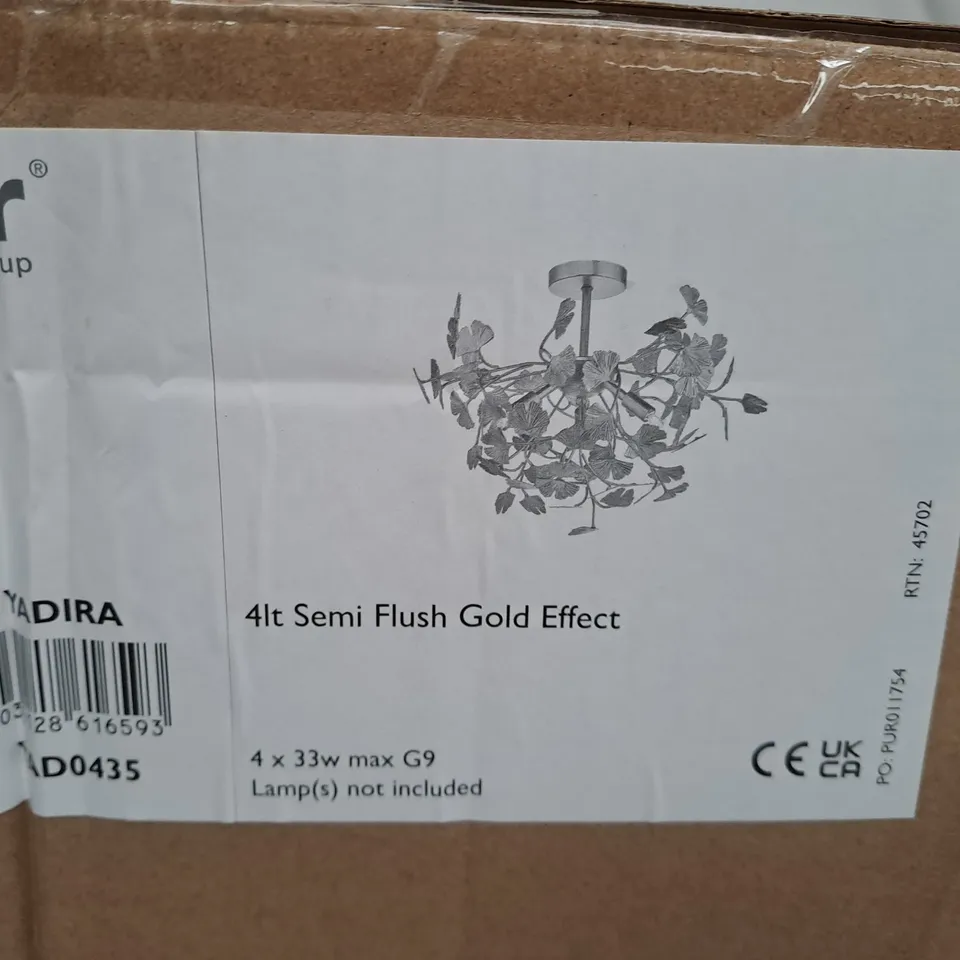 r®
up
YADIRA
03 28 616593
AD0435
4lt Semi Flush Gold Effect
4 x 33w max G9
Lamp(s) not included
CE UK CA
PO: PUR011754
RTN: 45702